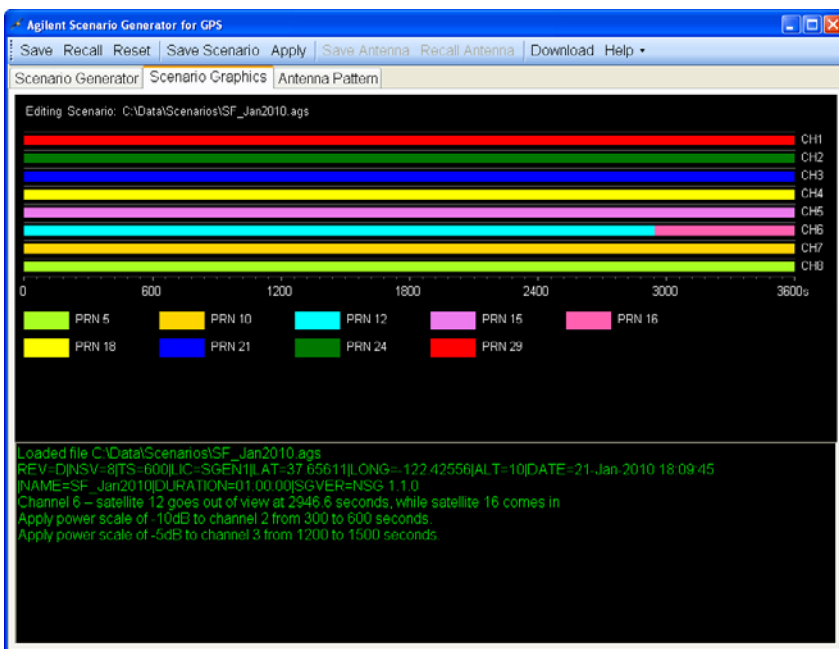 Agilent Scenario Generator for GPS
Save Recall Reset Save Scenario Apply Save Antenna Recall Antenna Download Help
Scenario Generator Scenario Graphics Antenna Pattern
Editing Scenario: C:\Data\Scenarios\SF_Jan2010.ags
CH1
CH2
CH3
CH4
CH5
CH6
CH7
CH8
0 600 1200 1800 2400 3000 3600s
PRN 5 PRN 10 PRN 12 PRN 15 PRN 16
PRN 18 PRN 21 PRN 24 PRN 29
Loaded file C:\Data\Scenarios\SF_Jan2010.ags
REV=D|NSV=8|TS=600|LIC=SGEN1|LAT=37.65611|LONG=-122.42556|ALT=10|DATE=21-Jan-2010 18:09:45
|NAME=SF_Jan2010|DURATION=01:00:00|SGVER=NSG 1.1.0
Channel 6 – satellite 12 goes out of view at 2946.6 seconds, while satellite 16 comes in
Apply power scale of -10dB to channel 2 from 300 to 600 seconds.
Apply power scale of -5dB to channel 3 from 1200 to 1500 seconds